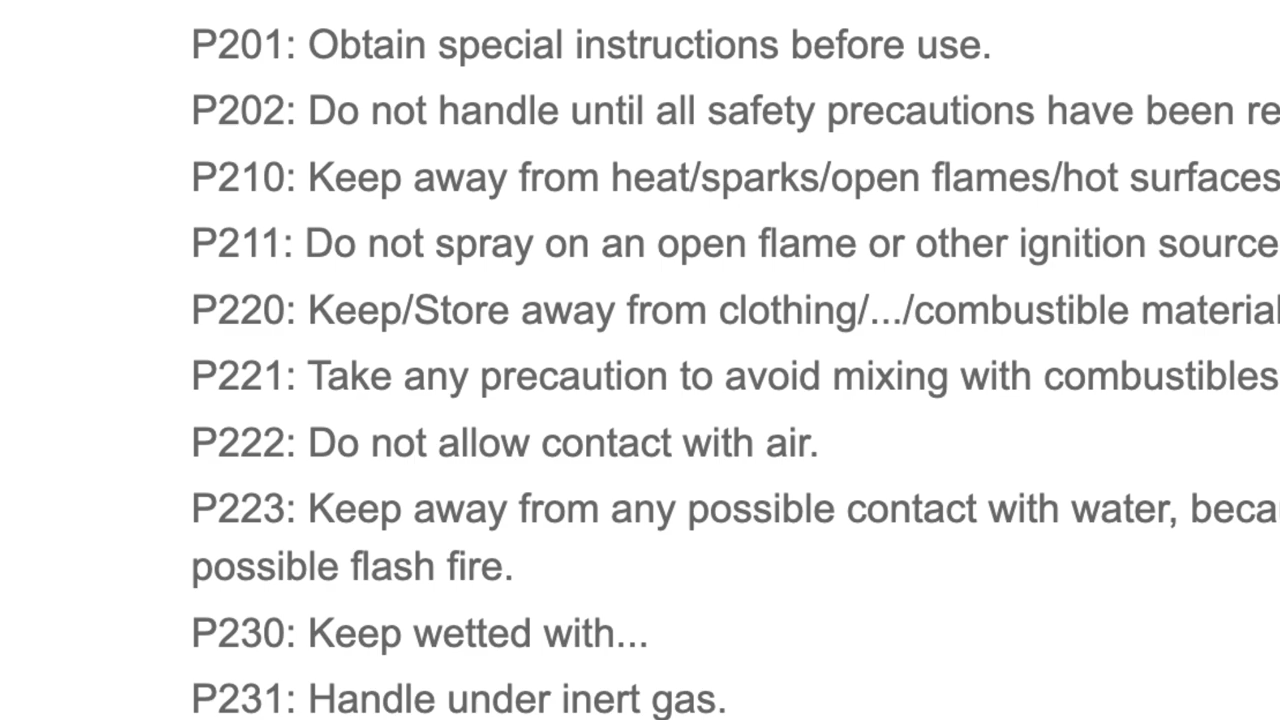 P201: Obtain special instructions before use.
P202: Do not handle until all safety precautions have been re
P210: Keep away from heat/sparks/open flames/hot surfaces
P211: Do not spray on an open flame or other ignition source
P220: Keep/Store away from clothing/.../combustible material
P221: Take any precaution to avoid mixing with combustibles
P222: Do not allow contact with air.
P223: Keep away from any possible contact with water, beca
possible flash fire.
P230: Keep wetted with...
P231: Handle under inert gas.